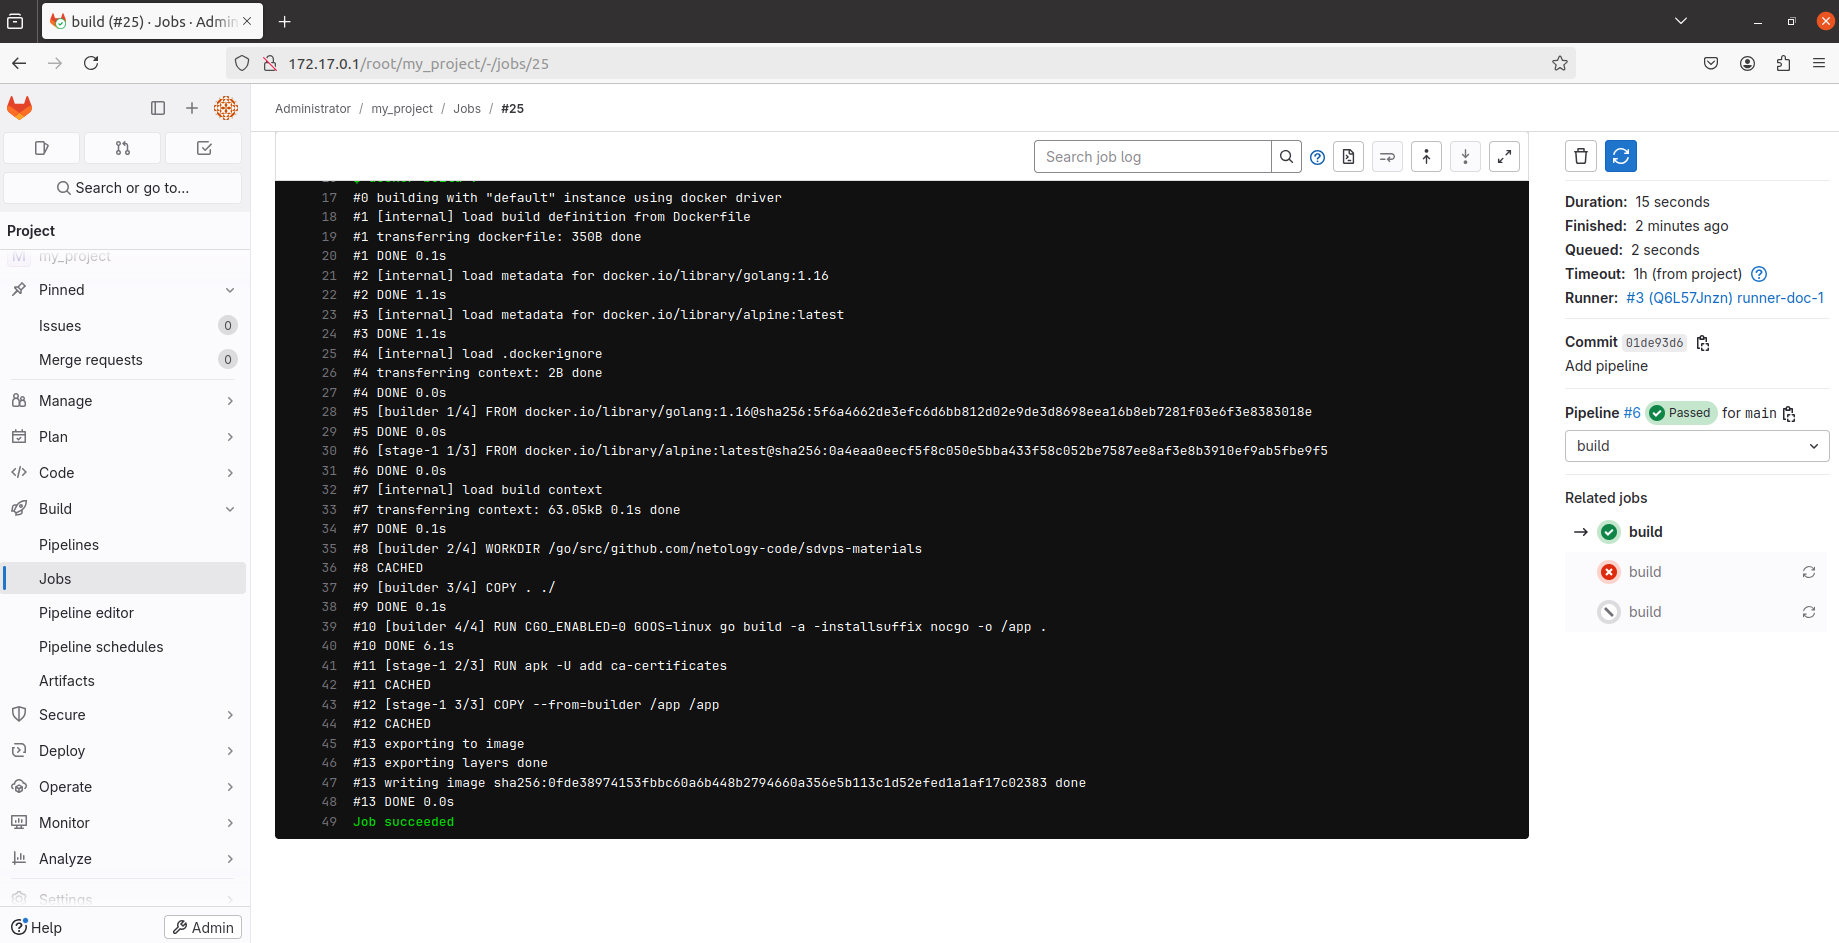 build (#25) · Jobs · Admin
172.17.0.1/root/my_project/-/jobs/25
Administrator / my_project / Jobs / #25
Search or go to...
Project
M my_project
Pinned
Issues 0
Merge requests 0
Manage
Plan
Code
Build
Pipelines
Jobs
Pipeline editor
Pipeline schedules
Artifacts
Secure
Deploy
Operate
Monitor
Analyze
Settings
Help
Admin
Search job log
17 #0 building with "default" instance using docker driver
18 #1 [internal] load build definition from Dockerfile
19 #1 transferring dockerfile: 350B done
20 #1 DONE 0.1s
21 #2 [internal] load metadata for docker.io/library/golang:1.16
22 #2 DONE 1.1s
23 #3 [internal] load metadata for docker.io/library/alpine:latest
24 #3 DONE 1.1s
25 #4 [internal] load .dockerignore
26 #4 transferring context: 2B done
27 #4 DONE 0.0s
28 #5 [builder 1/4] FROM docker.io/library/golang:1.16@sha256:5f6a4662de3efc6d6bb812d02e9de3d8698eea16b8eb7281f03e6f3e8383018e
29 #5 DONE 0.0s
30 #6 [stage-1 1/3] FROM docker.io/library/alpine:latest@sha256:0a4eaa0eecf5f8c050e5bba433f58c052be7587ee8af3e8b3910ef9ab5fbe9f5
31 #6 DONE 0.0s
32 #7 [internal] load build context
33 #7 transferring context: 63.05kB 0.1s done
34 #7 DONE 0.1s
35 #8 [builder 2/4] WORKDIR /go/src/github.com/netology-code/sdvps-materials
36 #8 CACHED
37 #9 [builder 3/4] COPY . ./
38 #9 DONE 0.1s
39 #10 [builder 4/4] RUN CGO_ENABLED=0 GOOS=linux go build -a -installsuffix nocgo -o /app .
40 #10 DONE 6.1s
41 #11 [stage-1 2/3] RUN apk -U add ca-certificates
42 #11 CACHED
43 #12 [stage-1 3/3] COPY --from=builder /app /app
44 #12 CACHED
45 #13 exporting to image
46 #13 exporting layers done
47 #13 writing image sha256:0fde38974153fbbc60a6b448b2794660a356e5b113c1d52efed1a1af17c02383 done
48 #13 DONE 0.0s
49 Job succeeded
Duration: 15 seconds
Finished: 2 minutes ago
Queued: 2 seconds
Timeout: 1h (from project)
Runner: #3 (Q6L57Jnzn) runner-doc-1
Commit 01de93d6
Add pipeline
Pipeline #6 Passed for main
build
Related jobs
build
build
build